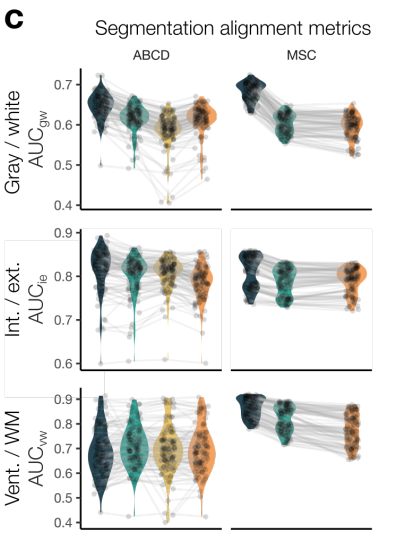 c
Segmentation alignment metrics
ABCD
MSC
Gray / white
AUCgw
0.7
0.6
0.5
0.4
Int. / ext.
AUCie
0.9
0.8
0.7
0.6
Vent. / WM
AUCvw
0.9
0.8
0.7
0.6
0.5
0.4